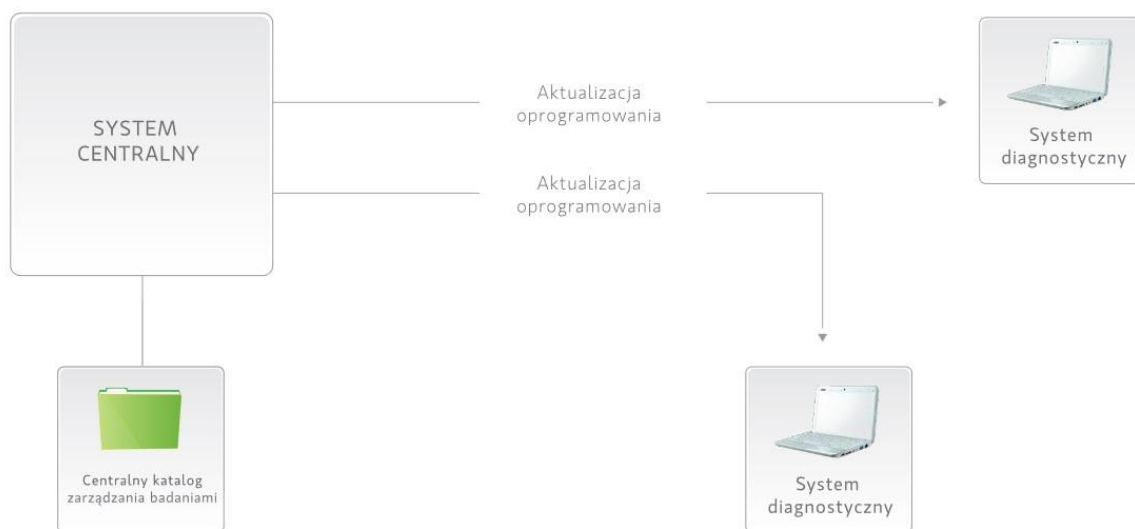 SYSTEM
CENTRALNY
Aktualizacja
oprogramowania
System
diagnostyczny
Aktualizacja
oprogramowania
Centralny katalog
zarządzania badaniami
System
diagnostyczny